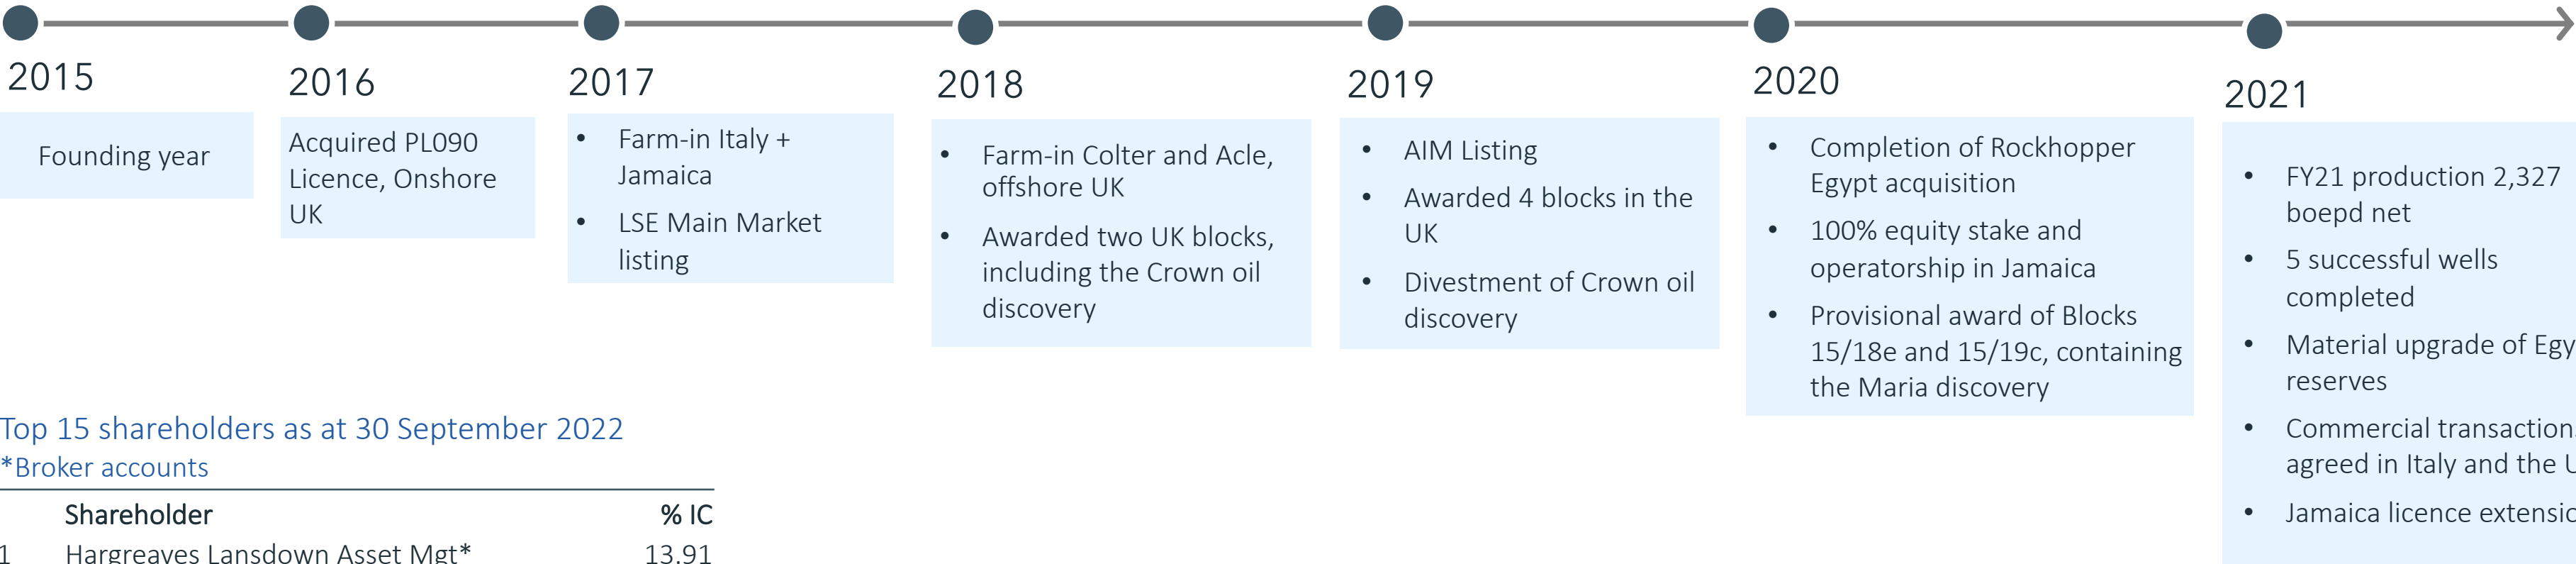 2015
Founding year
2016
Acquired PL090
Licence, Onshore
UK
2017
• Farm-in Italy +
Jamaica
• LSE Main Market
listing
2018
• Farm-in Colter and Acle,
offshore UK
• Awarded two UK blocks,
including the Crown oil
discovery
2019
• AIM Listing
• Awarded 4 blocks in the
UK
• Divestment of Crown oil
discovery
2020
• Completion of Rockhopper
Egypt acquisition
• 100% equity stake and
operatorship in Jamaica
• Provisional award of Blocks
15/18e and 15/19c, containing
the Maria discovery
2021
• FY21 production 2,327
boepd net
• 5 successful wells
completed
• Material upgrade of
reserves
• Commercial
agreed in Italy and the
• Jamaica licence
Top 15 shareholders as at 30 September 2022
*Broker accounts
Shareholder % IC
1 Hargreaves Lansdown Asset Mgt* 13.91